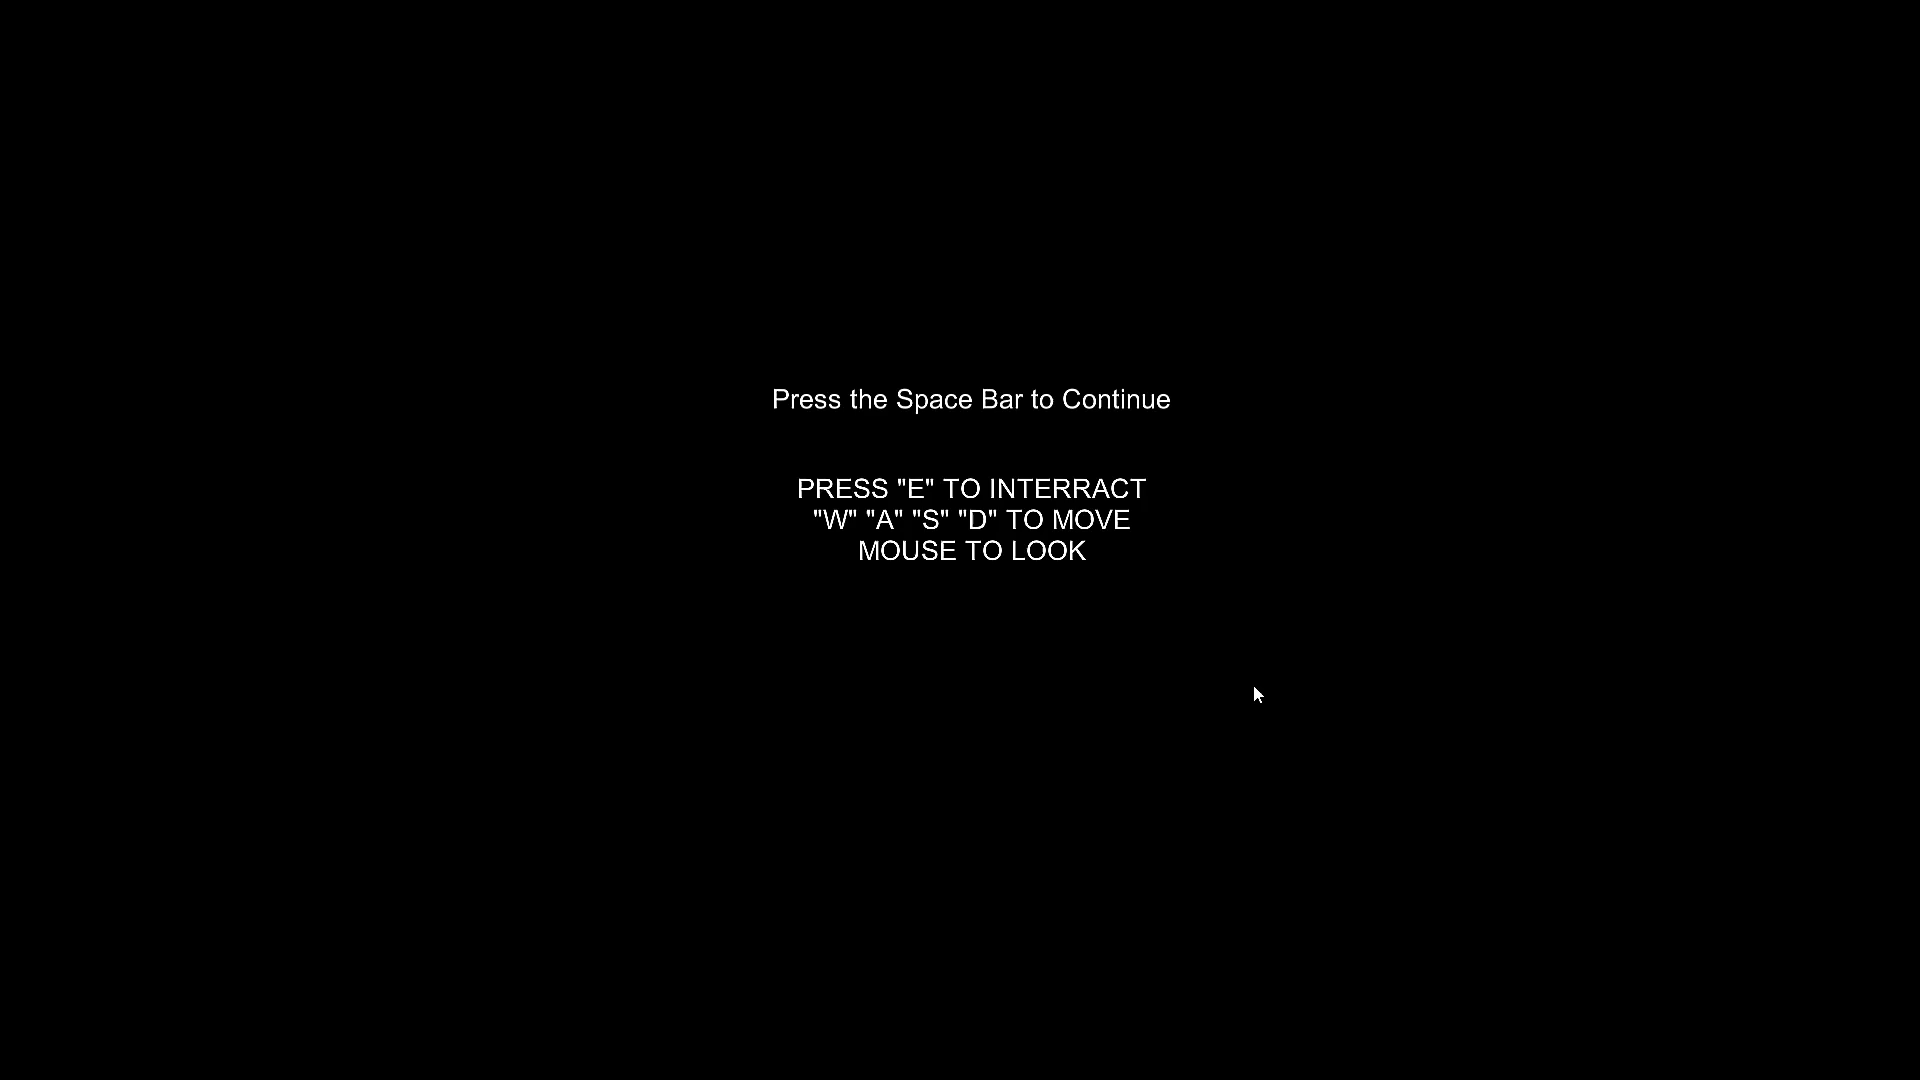 Press the Space Bar to Continue
PRESS "E" TO INTERRACT
"W" "A" "S" "D" TO MOVE
MOUSE TO LOOK